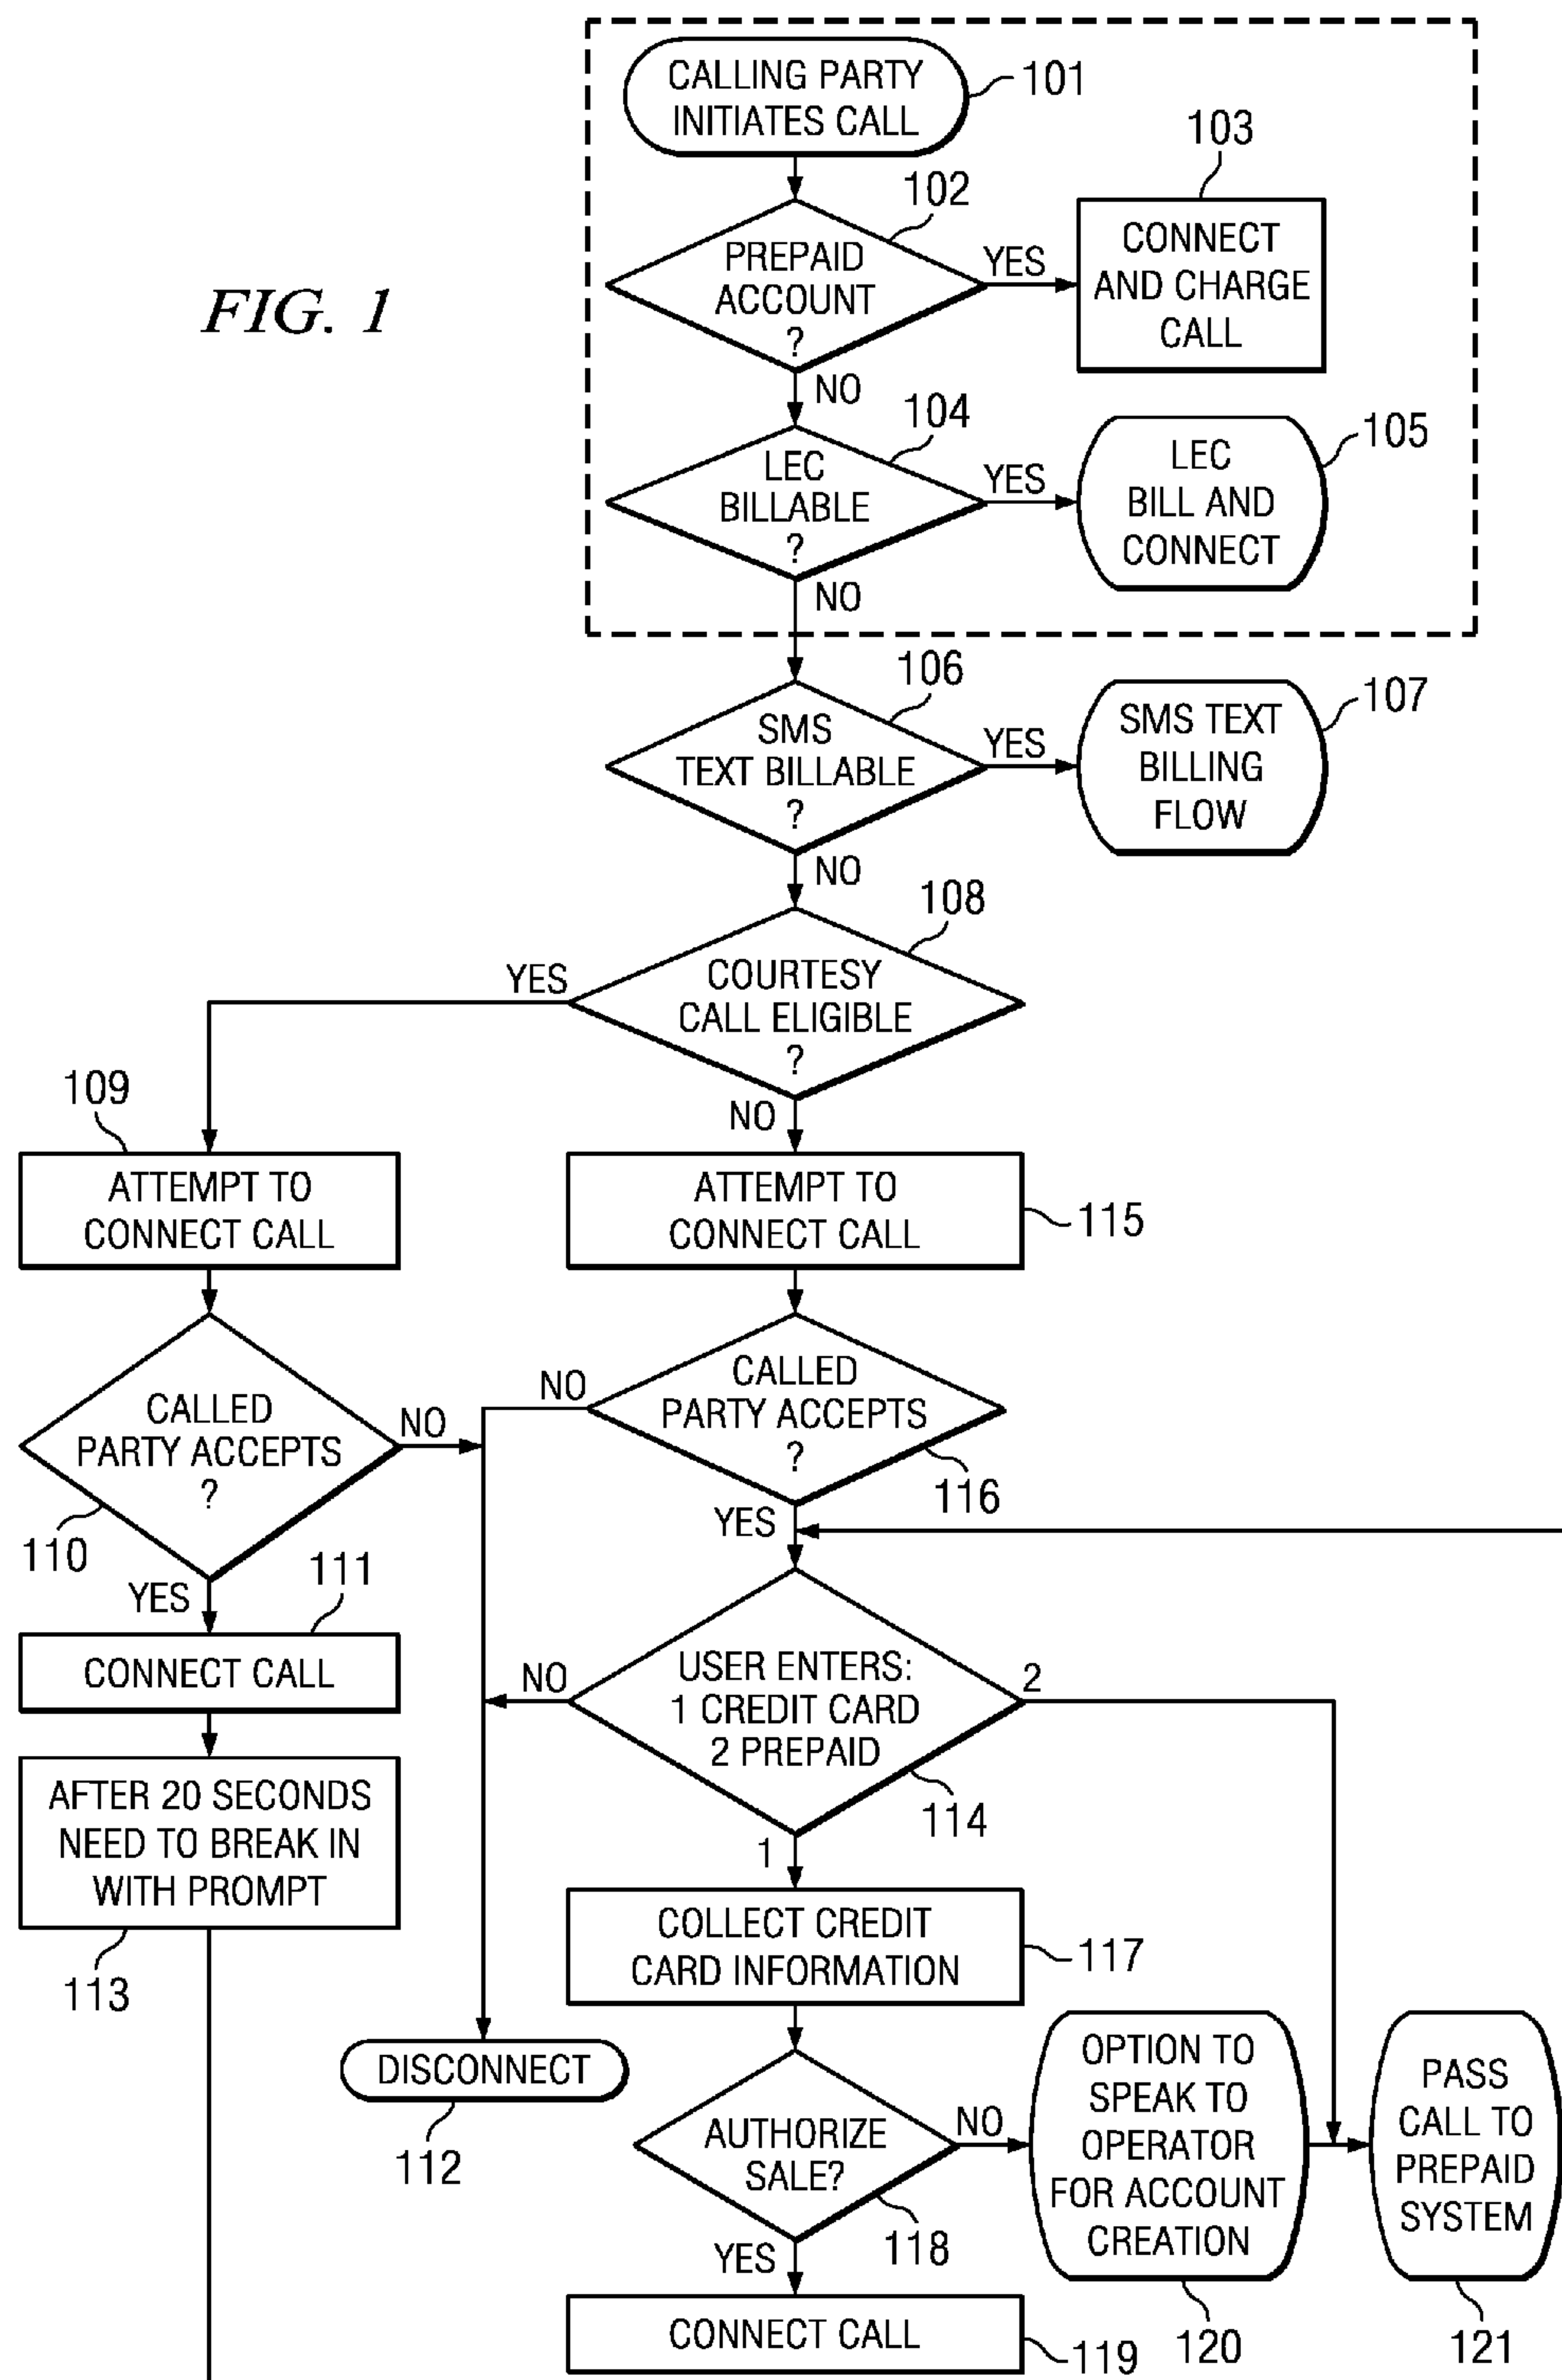 FIG. 1
CALLING PARTY
INITIATES CALL
101
102
PREPAID
ACCOUNT
?
YES
103
CONNECT
AND CHARGE
CALL
NO
104
LEC
BILLABLE
?
YES
105
LEC
BILL AND
CONNECT
NO
106
SMS
TEXT BILLABLE
?
YES
107
SMS TEXT
BILLING
FLOW
NO
108
COURTESY
CALL ELIGIBLE
?
YES
NO
109
ATTEMPT TO
CONNECT CALL
ATTEMPT TO
CONNECT CALL
115
CALLED
PARTY ACCEPTS
?
NO
110
YES
NO
CALLED
PARTY ACCEPTS
?
116
YES
111
CONNECT CALL
AFTER 20 SECONDS
NEED TO BREAK IN
WITH PROMPT
113
NO
USER ENTERS:
1 CREDIT CARD
2 PREPAID
2
114
1
COLLECT CREDIT
CARD INFORMATION
117
DISCONNECT
112
AUTHORIZE
SALE?
NO
118
YES
OPTION TO
SPEAK TO
OPERATOR
FOR ACCOUNT
CREATION
120
PASS
CALL TO
PREPAID
SYSTEM
121
CONNECT CALL
119